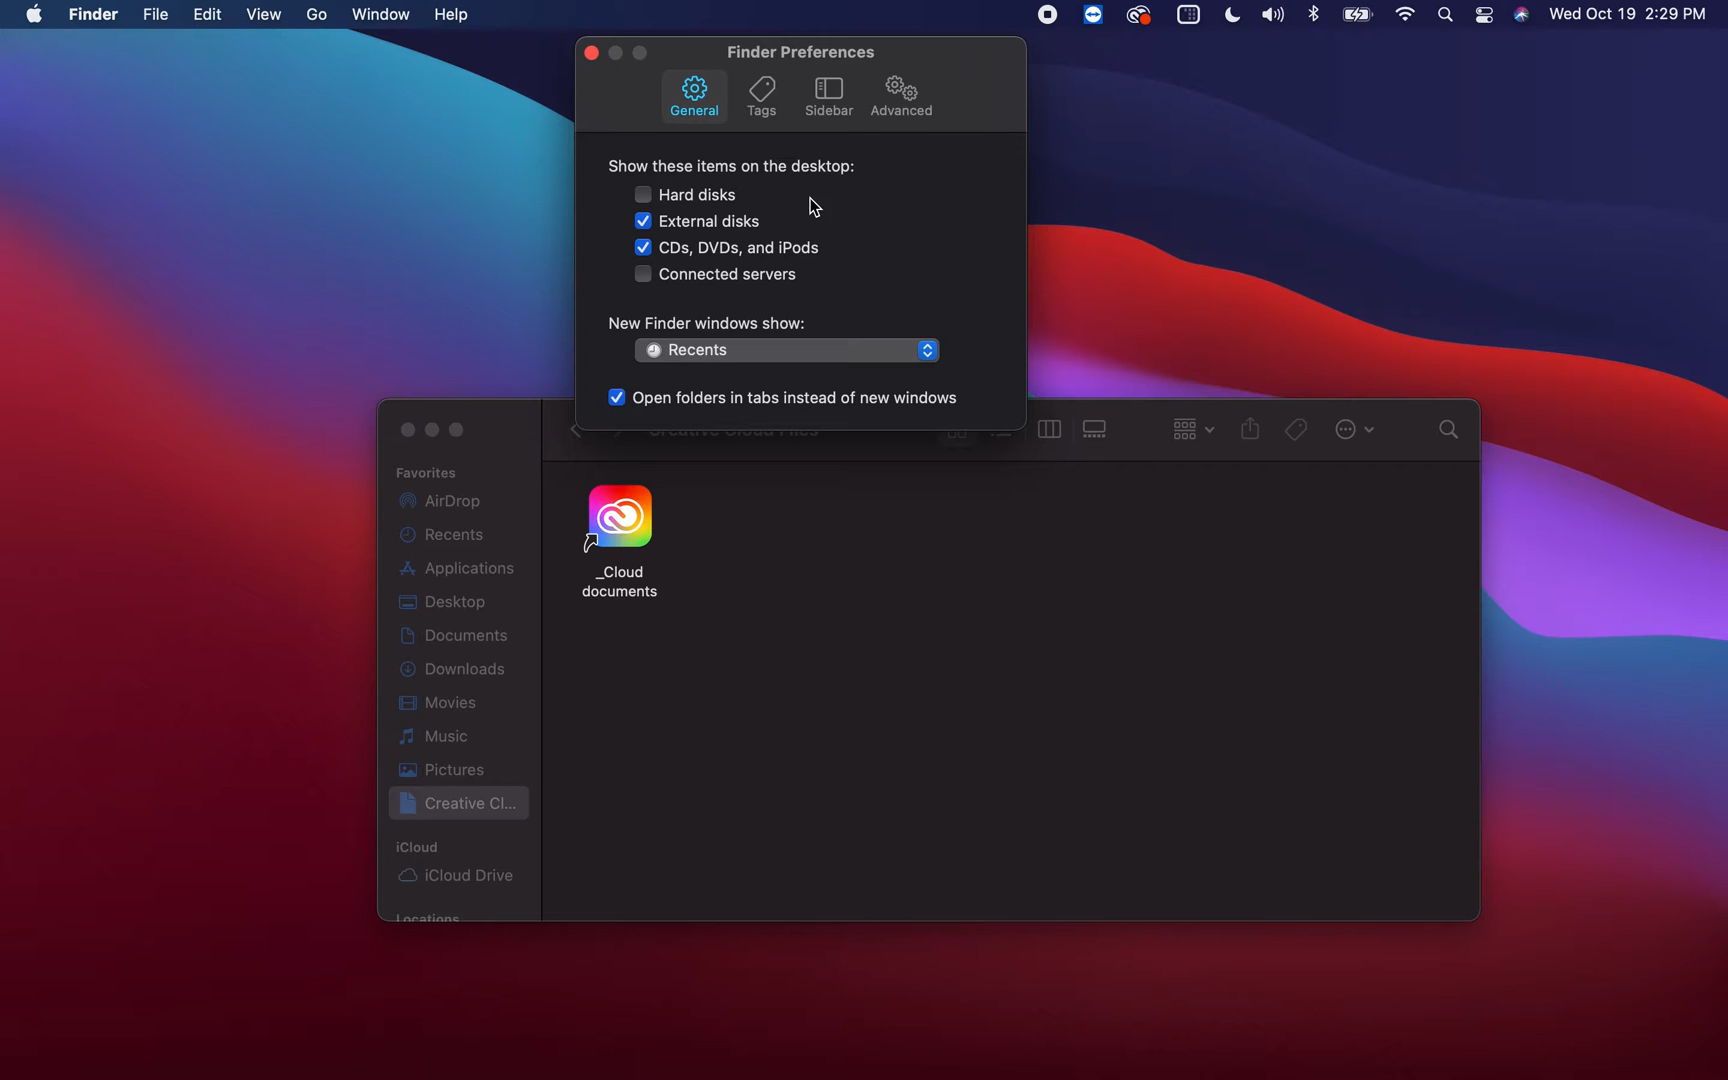 Finder File Edit View Go Window Help
Wed Oct 19 2:29 PM
Finder Preferences
General Tags Sidebar Advanced
Show these items on the desktop:
Hard disks
External disks
CDs, DVDs, and iPods
Connected servers
New Finder windows show:
Recents
Open folders in tabs instead of new windows
Creative Cloud Files
Favorites
AirDrop
Recents
Applications
Desktop
Documents
Downloads
Movies
Music
Pictures
Creative Cl...
iCloud
iCloud Drive
Locations
_Cloud
documents